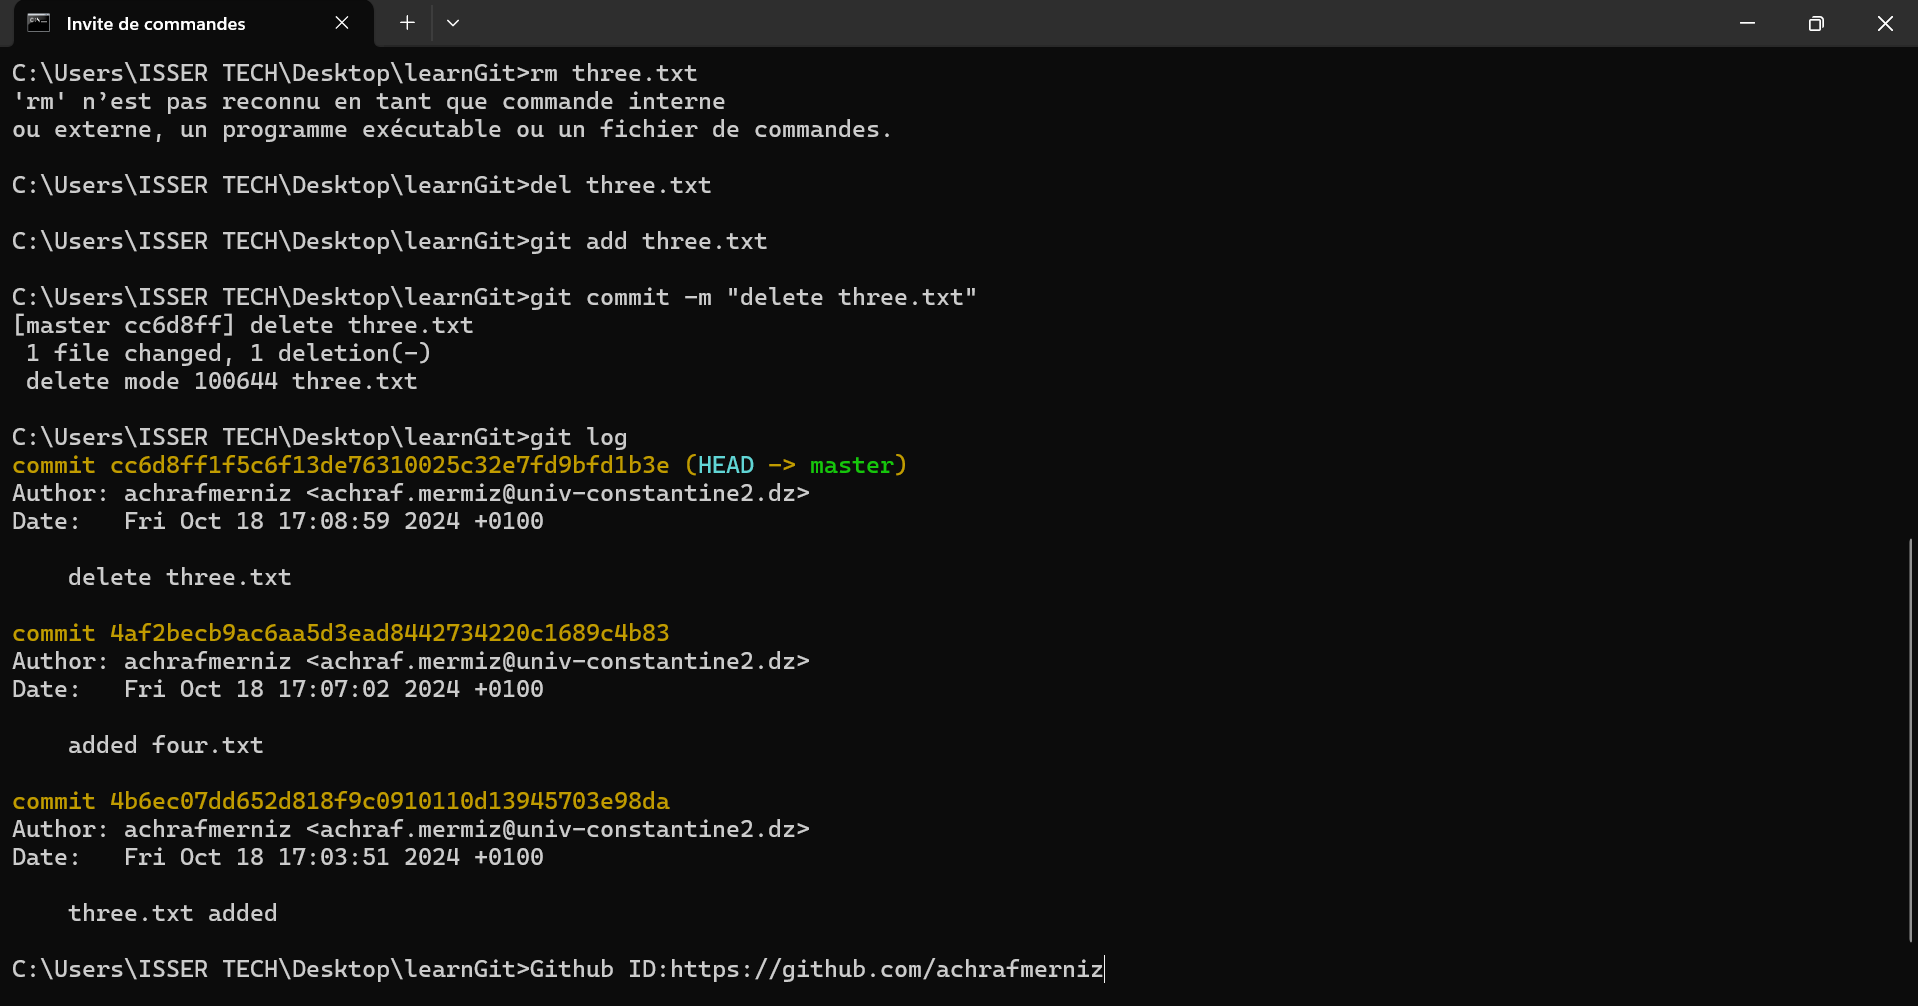 Invite de commandes
C:\Users\ISSER TECH\Desktop\learnGit>rm three.txt
'rm' n’est pas reconnu en tant que commande interne
ou externe, un programme exécutable ou un fichier de commandes.
C:\Users\ISSER TECH\Desktop\learnGit>del three.txt
C:\Users\ISSER TECH\Desktop\learnGit>git add three.txt
C:\Users\ISSER TECH\Desktop\learnGit>git commit -m "delete three.txt"
[master cc6d8ff] delete three.txt
 1 file changed, 1 deletion(-)
 delete mode 100644 three.txt
C:\Users\ISSER TECH\Desktop\learnGit>git log
commit cc6d8ff1f5c6f13de76310025c32e7fd9bfd1b3e (HEAD -> master)
Author: achrafmerniz <achraf.mermiz@univ-constantine2.dz>
Date:   Fri Oct 18 17:08:59 2024 +0100
    delete three.txt
commit 4af2becb9ac6aa5d3ead8442734220c1689c4b83
Author: achrafmerniz <achraf.mermiz@univ-constantine2.dz>
Date:   Fri Oct 18 17:07:02 2024 +0100
    added four.txt
commit 4b6ec07dd652d818f9c0910110d13945703e98da
Author: achrafmerniz <achraf.mermiz@univ-constantine2.dz>
Date:   Fri Oct 18 17:03:51 2024 +0100
    three.txt added
C:\Users\ISSER TECH\Desktop\learnGit>Github ID:https://github.com/achrafmerniz